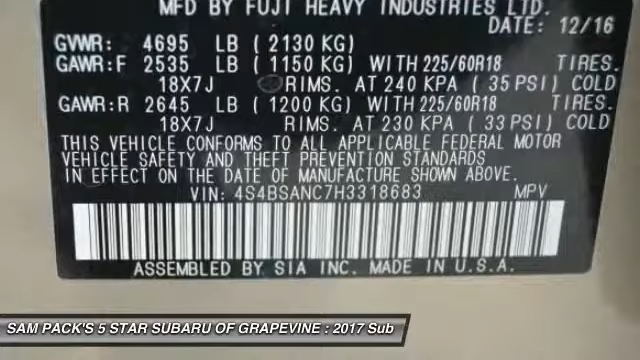 MFD BY FUJI HEAVY INDUSTRIES LTD.
DATE: 12/16
GVWR: 4695 LB ( 2130 KG)
GAWR:F 2535 LB ( 1150 KG) WITH 225/60R18 TIRES.
18X7J RIMS. AT 240 KPA ( 35 PSI) COLD
GAWR:R 2645 LB ( 1200 KG) WITH 225/60R18 TIRES.
18X7J RIMS. AT 230 KPA ( 33 PSI) COLD
THIS VEHICLE CONFORMS TO ALL APPLICABLE FEDERAL MOTOR
VEHICLE SAFETY AND THEFT PREVENTION STANDARDS
IN EFFECT ON THE DATE OF MANUFACTURE SHOWN ABOVE.
VIN: 4S4BSANC7H3318683 MPV
ASSEMBLED BY SIA INC. MADE IN U.S.A.
SAM PACK'S 5 STAR SUBARU OF GRAPEVINE : 2017 Sub